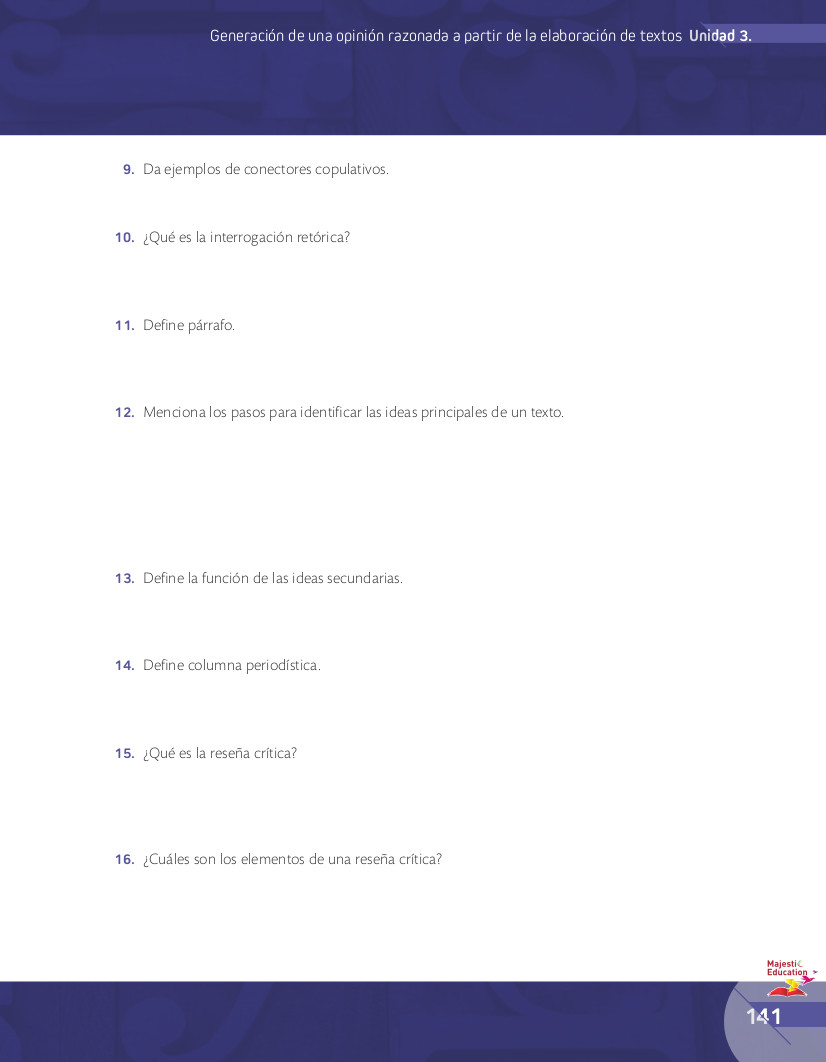 Generación de una opinión razonada a partir de la elaboración de textos Unidad 3.
9. Da ejemplos de conectores copulativos.
10. ¿Qué es la interrogación retórica?
11. Define párrafo.
12. Menciona los pasos para identificar las ideas principales de un texto.
13. Define la función de las ideas secundarias.
14. Define columna periodística.
15. ¿Qué es la reseña crítica?
16. ¿Cuáles son los elementos de una reseña crítica?
Majestic
Education
141